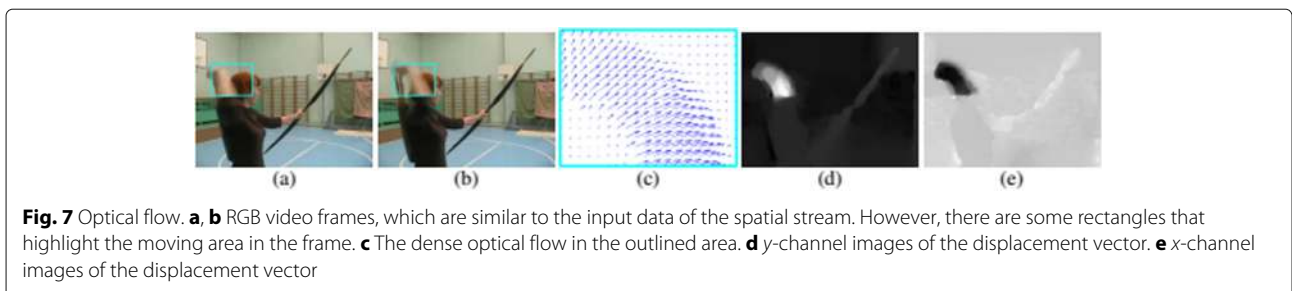 (a) (b) (c) (d) (e)
Fig. 7 Optical flow. a, b RGB video frames, which are similar to the input data of the spatial stream. However, there are some rectangles that
highlight the moving area in the frame. c The dense optical flow in the outlined area. d y-channel images of the displacement vector. e x-channel
images of the displacement vector